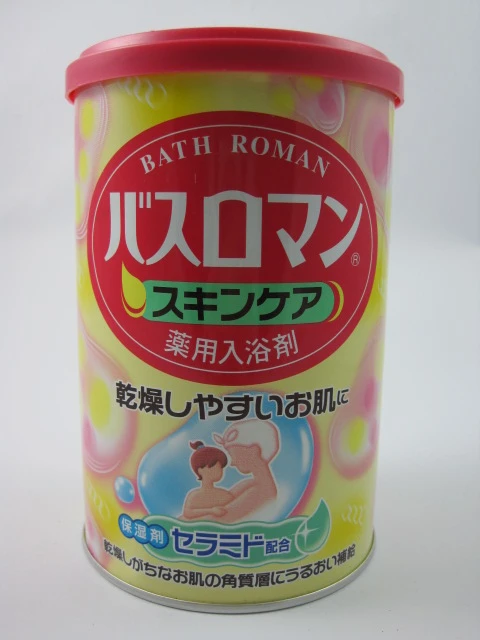 BATH ROMAN
バスロマン®
スキンケア
薬用入浴剤
乾燥しやすいお肌に
保湿剤 セラミド配合
乾燥しがちなお肌の角質層にうるおい補給